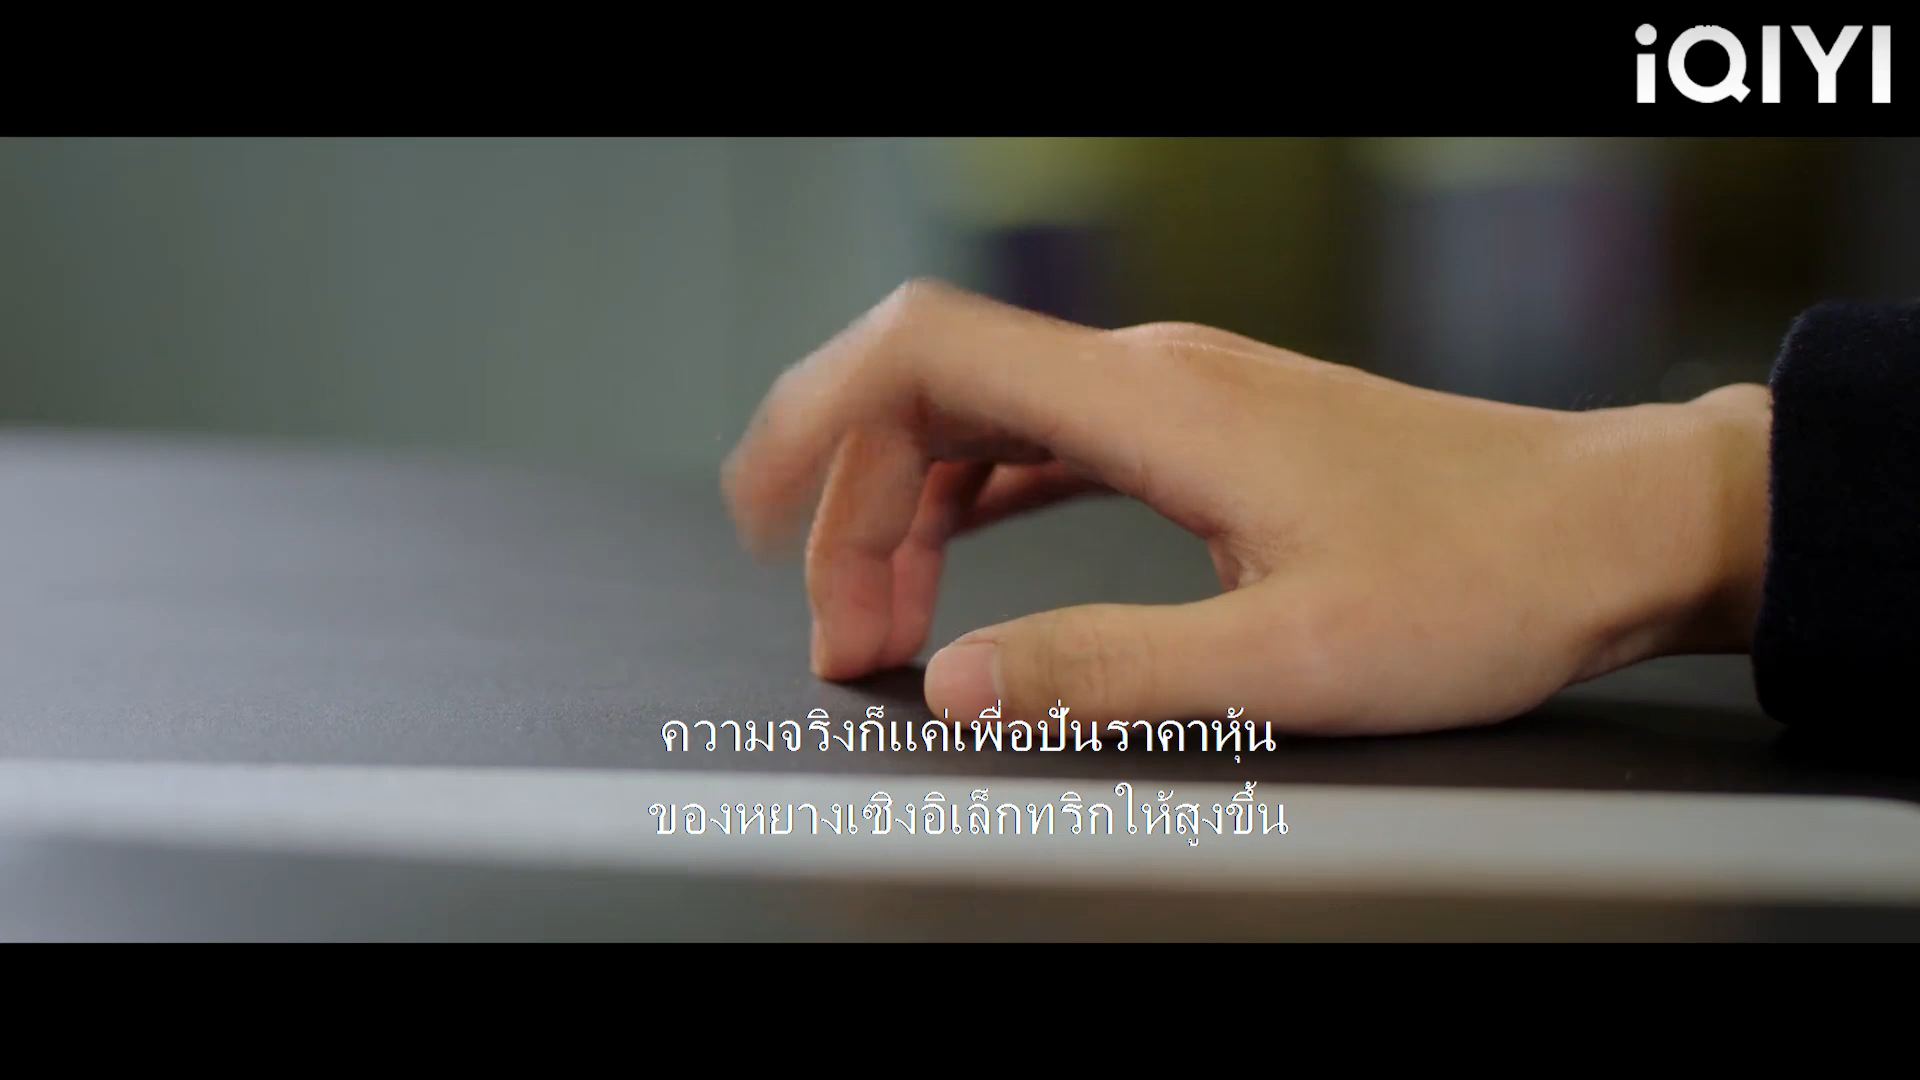 iQIYI
ความจริงก็แค่เพื่อปั่นราคาหุ้น
ของหยางเซิงอิเล็กทริกให้สูงขึ้น